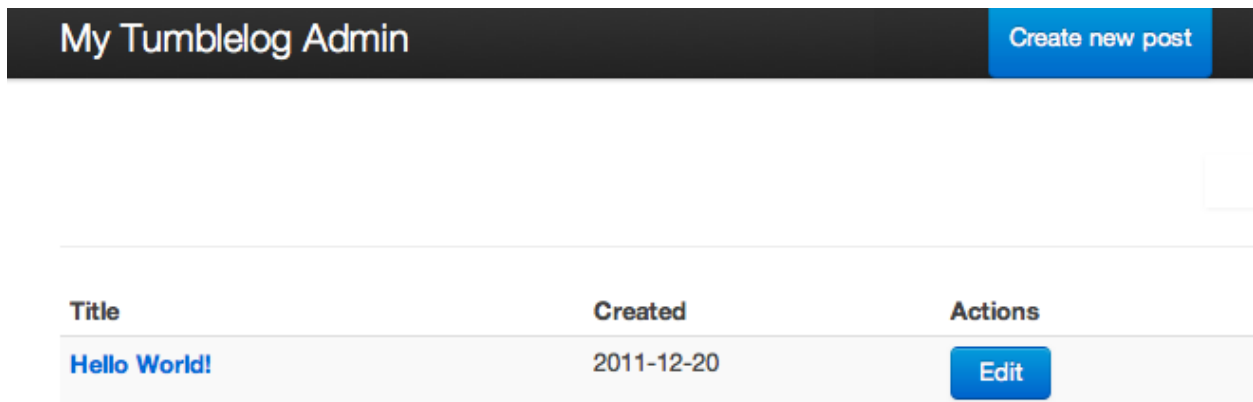 My Tumblelog Admin Create new post
Title Created Actions
Hello World! 2011-12-20 Edit